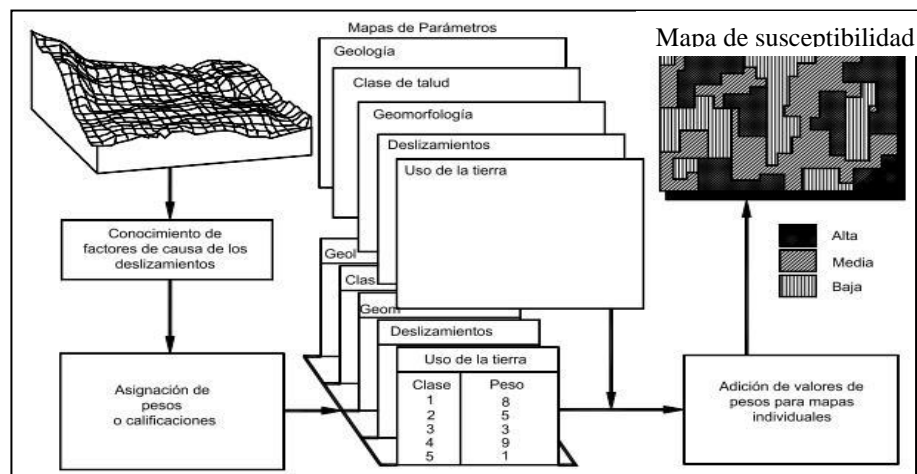 Mapas de Parámetros
Geología
Clase de talud
Geomorfología
Deslizamientos
Uso de la tierra
Mapa de susceptibilidad
Alta
Media
Baja
Conocimiento de
factores de causa de los
deslizamientos
Asignación de
pesos
o calificaciones
Geol
Clas
Geom
Deslizamientos
Uso de la tierra
Clase Peso
1 8
2 5
3 3
4 9
5 1
Adición de valores de
pesos para mapas
individuales